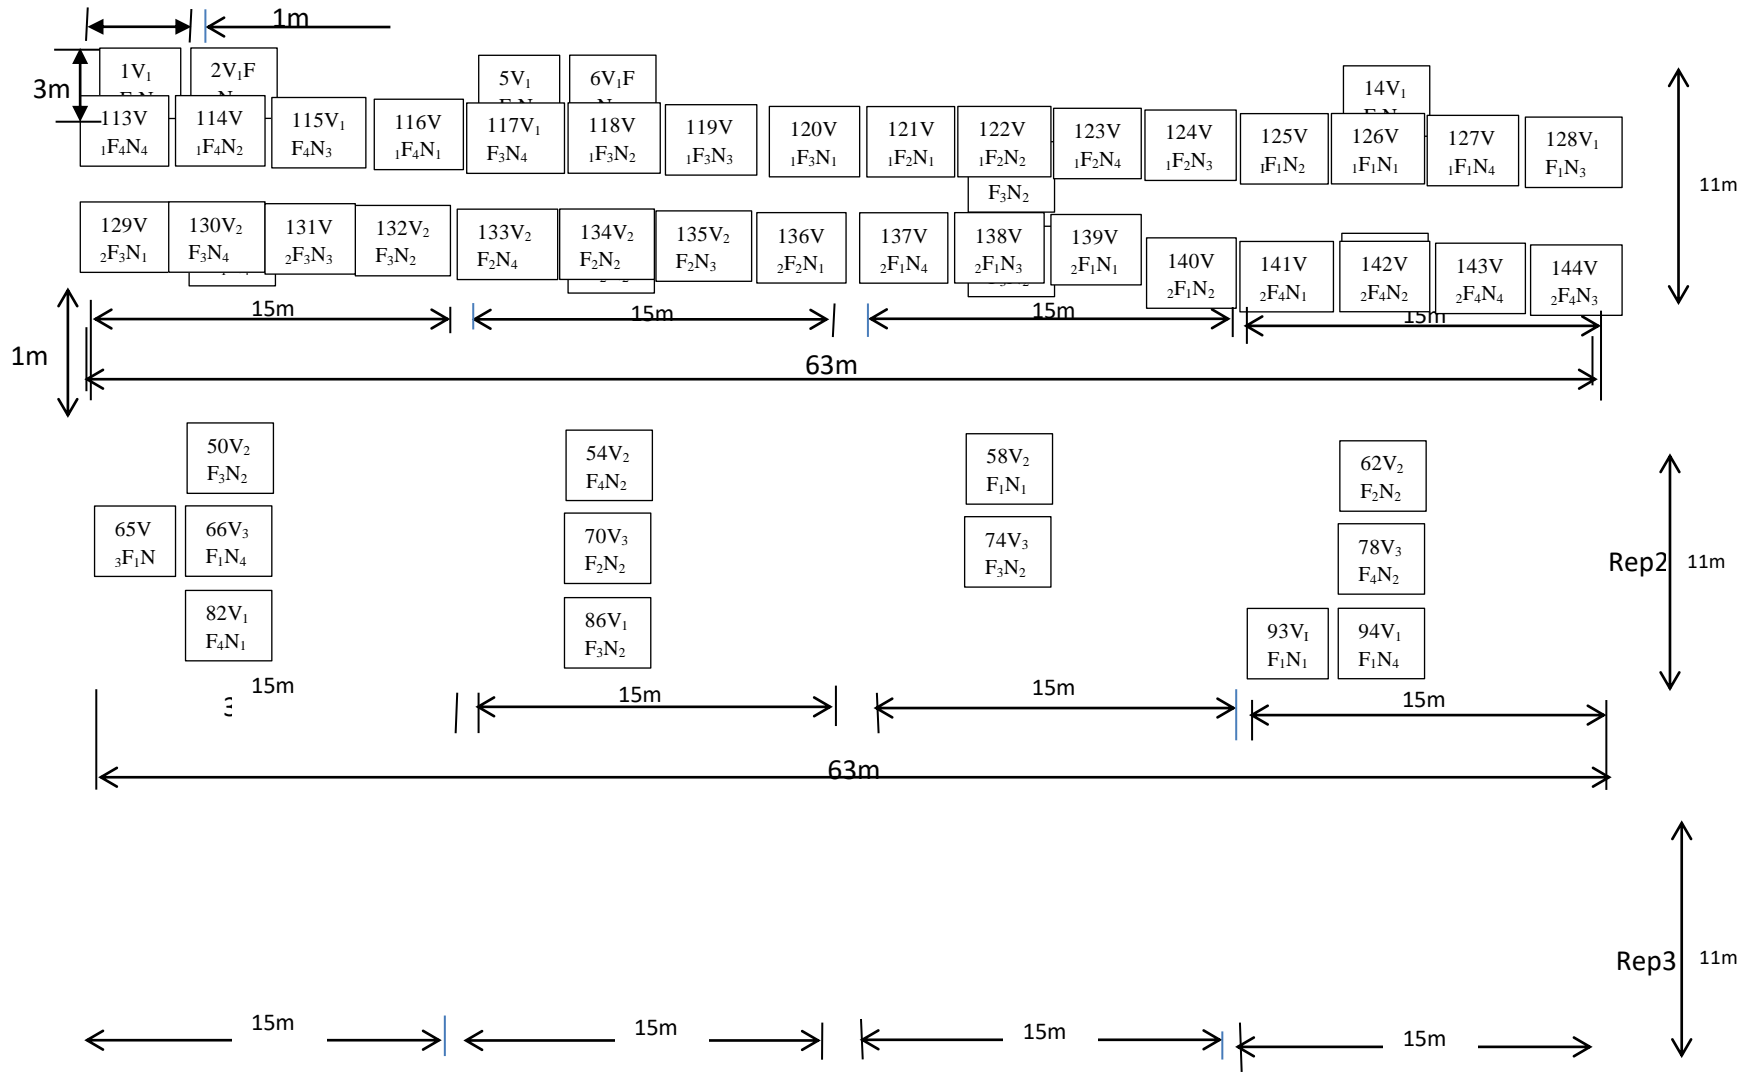 1m
3m
1V₁
2V₁F
5V₁
6V₁F
14V₁
113V
₁F₄N₄
114V
₁F₄N₂
115V₁
F₄N₃
116V
₁F₄N₁
117V₁
F₃N₄
118V
₁F₃N₂
119V
₁F₃N₃
120V
₁F₃N₁
121V
₁F₂N₁
122V
₁F₂N₂
123V
₁F₂N₄
124V
₁F₂N₃
125V
ıF₁N₂
126V
₁F₁N₁
127V
₁F₁N₄
128V₁
F₁N₃
F₃N₂
11m
129V
₂F₃N₁
130V₂
F₃N₄
131V
₂F₃N₃
132V₂
F₃N₂
133V₂
F₂N₄
134V₂
F₂N₂
135V₂
F₂N₃
136V
₂F₂N₁
137V
₂F₁N₄
138V
₂F₁N₃
139V
₂F₁N₁
140V
₂F₁N₂
141V
₂F₄N₁
142V
₂F₄N₂
143V
₂F₄N₄
144V
₂F₄N₃
15m
15m
15m
15m
1m
63m
50V₂
F₃N₂
54V₂
F₄N₂
58V₂
F₁N₁
62V₂
F₂N₂
65V
₃F₁N
66V₃
F₁N₄
70V₃
F₂N₂
74V₃
F₃N₂
78V₃
F₄N₂
Rep2
11m
82V₁
F₄N₁
86V₁
F₃N₂
93Vı
F₁N₁
94V₁
F₁N₄
15m
15m
15m
15m
63m
Rep3
11m
15m
15m
15m
15m